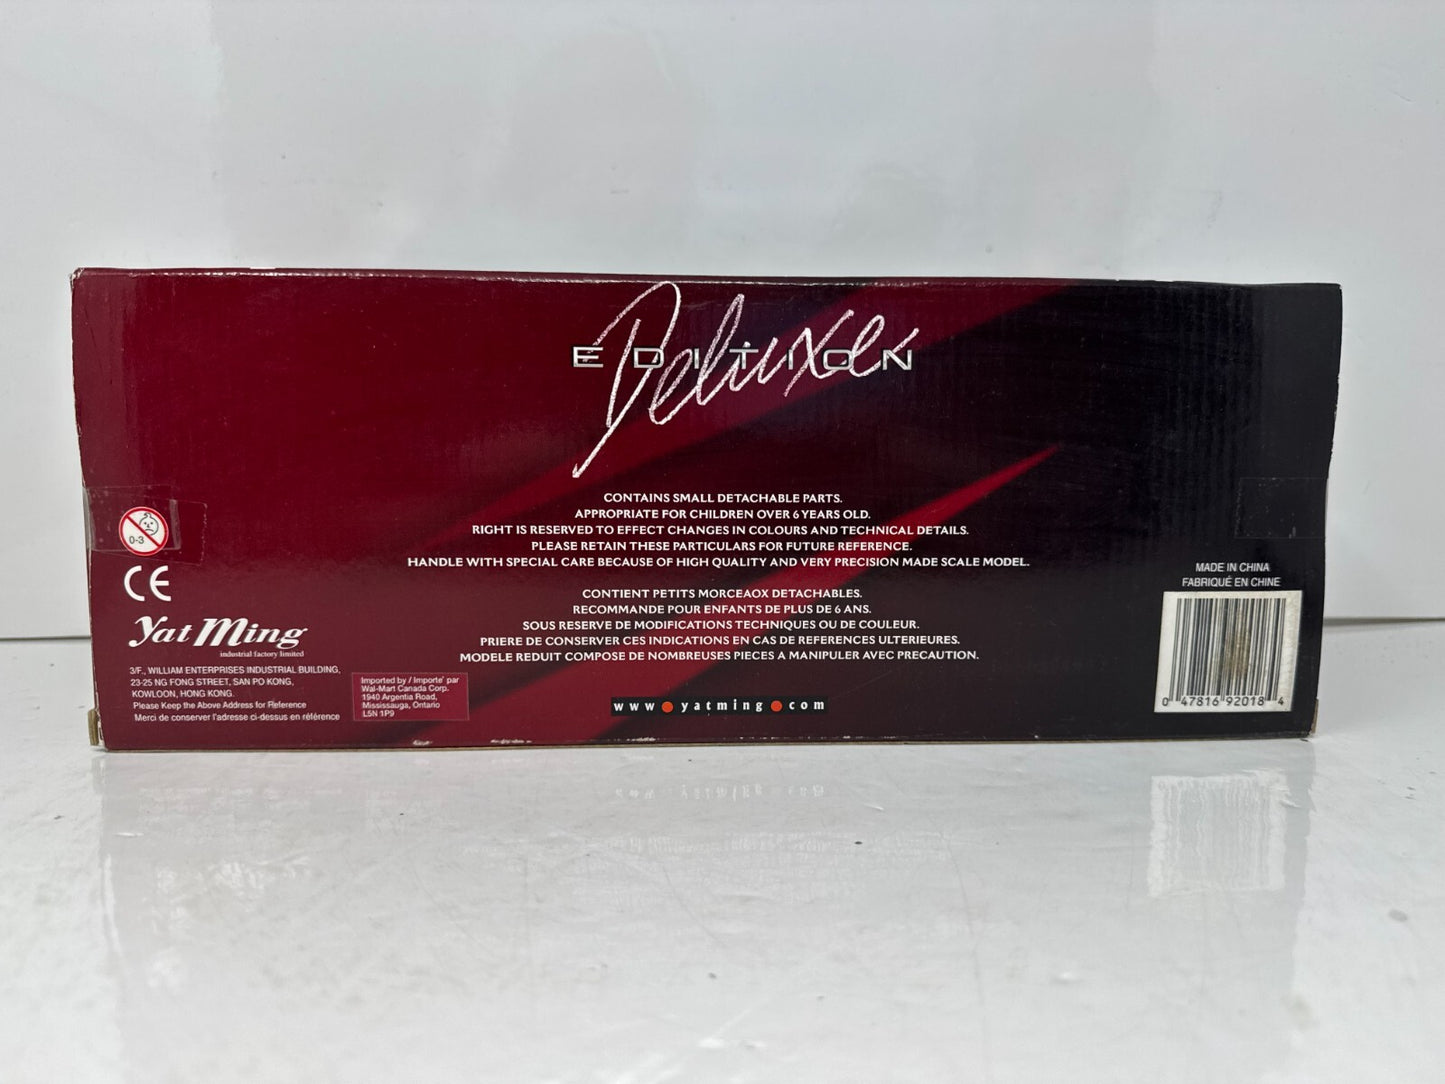 Deluxe
EDITION
CONTAINS SMALL DETACHABLE PARTS.
APPROPRIATE FOR CHILDREN OVER 6 YEARS OLD.
RIGHT IS RESERVED TO EFFECT CHANGES IN COLOURS AND TECHNICAL DETAILS.
PLEASE RETAIN THESE PARTICULARS FOR FUTURE REFERENCE.
HANDLE WITH SPECIAL CARE BECAUSE OF HIGH QUALITY AND VERY PRECISION MADE SCALE MODEL.
CONTIENT PETITS MORCEAOX DETACHABLES.
RECOMMANDE POUR ENFANTS DE PLUS DE 6 ANS.
SOUS RESERVE DE MODIFICATIONS TECHNIQUES OU DE COULEUR.
PRIERE DE CONSERVER CES INDICATIONS EN CAS DE REFERENCES ULTERIEURES.
MODELE REDUIT COMPOSE DE NOMBREUSES PIECES A MANIPULER AVEC PRECAUTION.
www.yatming.com
0-3
CE
Yat Ming
industrial factory limited
3/F., WILLIAM ENTERPRISES INDUSTRIAL BUILDING,
23-25 NG FONG STREET, SAN PO KONG,
KOWLOON, HONG KONG.
Please Keep the Above Address for Reference
Merci de conserver l'adresse ci-dessus en référence
Imported by / Importe' par
Wal-Mart Canada Corp.
1940 Argentia Road,
Mississauga, Ontario
L5N 1P9
MADE IN CHINA
FABRIQUÉ EN CHINE
0 47816 92018 4